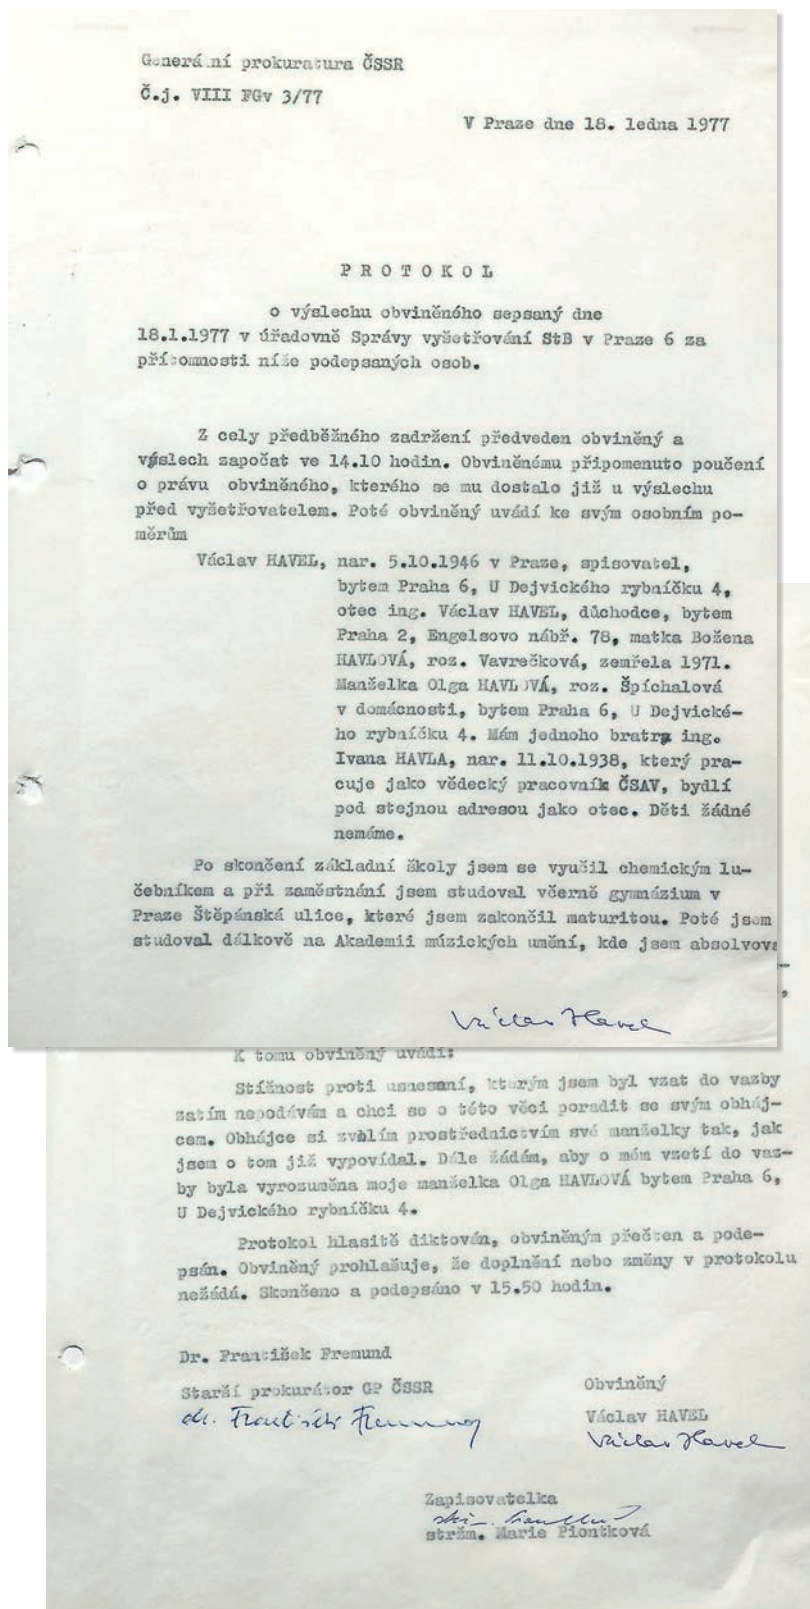 Generální prokuratura ČSSR
Č.j. VIII FGv 3/77
V Praze dne 18. ledna 1977
P R O T O K O L
o výslechu obviněného sepsaný dne
18.1.1977 v úřadovně Správy vyšetřování StB v Praze 6 za
přítomnosti níže podepsaných osob.
Z cely předběžného zadržení předveden obviněný a
výslech započat ve 14.10 hodin. Obviněnému připomenuto poučení
o právu obviněného, kterého se mu dostalo již u výslechu
před vyšetřovatelem. Poté obviněný uvádí ke svým osobním po-
měrům
Václav HAVEL, nar. 5.10.1946 v Praze, spisovatel,
bytem Praha 6, U Dejvického rybníčku 4,
otec ing. Václav HAVEL, důchodce, bytem
Praha 2, Engelsovo nábř. 78, matka Božena
HAVLOVÁ, roz. Vavrečková, zemřela 1971.
Manželka Olga HAVLOVÁ, roz. Špíchalová
v domácnosti, bytem Praha 6, U Dejvické-
ho rybníčku 4. Mám jednoho bratra ing.
Ivana HAVLA, nar. 11.10.1938, který pra-
cuje jako vědecký pracovník ČSAV, bydlí
pod stejnou adresou jako otec. Děti žádné
nemáme.
Po skončení základní školy jsem se vyučil chemickým lu-
čebníkem a při zaměstnání jsem studoval včerně gymnázium v
Praze Štěpánská ulice, které jsem zakončil maturitou. Poté jsem
studoval dálkově na Akademii múzických umění, kde jsem absolvova
Václav Havel
K tomu obviněný uvádí:
Stížnost proti usnesení, kterým jsem byl vzat do vazby
zatím nepodávám a chci se o této věci poradit se svým obháj-
cem. Obhájce si zvolím prostřednictvím své manželky tak, jak
jsem o tom již vypovídal. Dále žádám, aby o mém vzetí do vaz-
by byla vyrozuměna moje manželka Olga HAVLOVÁ bytem Praha 6,
U Dejvického rybníčku 4.
Protokol hlasitě diktován, obviněným přečten a pode-
psán. Obviněný prohlašuje, že doplnění nebo změny v protokolu
nežádá. Skončeno a podepsáno v 15.50 hodin.
Dr. František Fremund
Starší prokurátor GP ČSSR
dr. František Fremund
Obviněný
Václav HAVEL
Václav Havel
Zapisovatelka
stržm. Marie Piontková